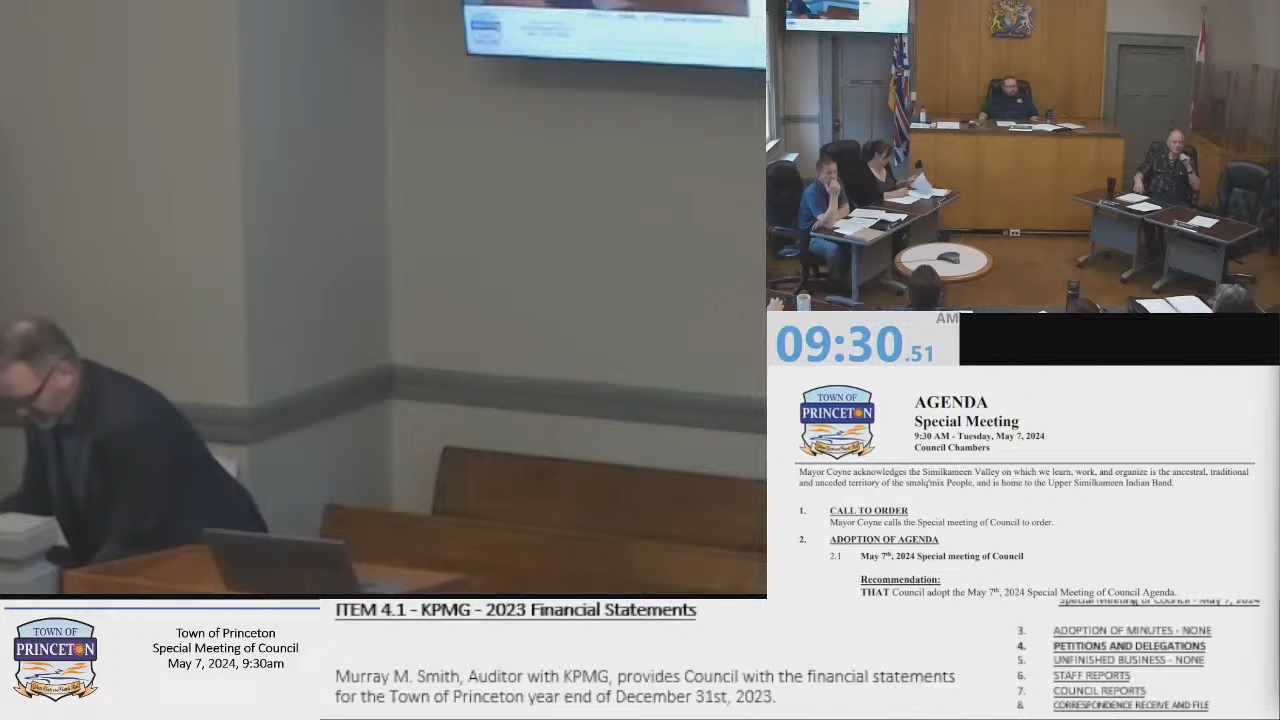 AM
09:30.51
TOWN OF
PRINCETON
AGENDA
Special Meeting
9:30 AM - Tuesday, May 7, 2024
Council Chambers
Mayor Coyne acknowledges the Similkameen Valley on which we learn, work, and organize is the ancestral, traditional
and unceded territory of the smǝlqʼmix People, and is home to the Upper Similkameen Indian Band.
1. CALL TO ORDER
Mayor Coyne calls the Special meeting of Council to order.
2. ADOPTION OF AGENDA
2.1 May 7th, 2024 Special meeting of Council
Recommendation:
THAT Council adopt the May 7th, 2024 Special Meeting of Council Agenda.
TOWN OF
PRINCETON
Town of Princeton
Special Meeting of Council
May 7, 2024, 9:30am
ITEM 4.1 - KPMG - 2023 Financial Statements
Murray M. Smith, Auditor with KPMG, provides Council with the financial statements
for the Town of Princeton year end of December 31st, 2023.
Special Meeting of Council - May 7, 2024
3. ADOPTION OF MINUTES - NONE
4. PETITIONS AND DELEGATIONS
5. UNFINISHED BUSINESS - NONE
6. STAFF REPORTS
7. COUNCIL REPORTS
8. CORRESPONDENCE RECEIVE AND FILE